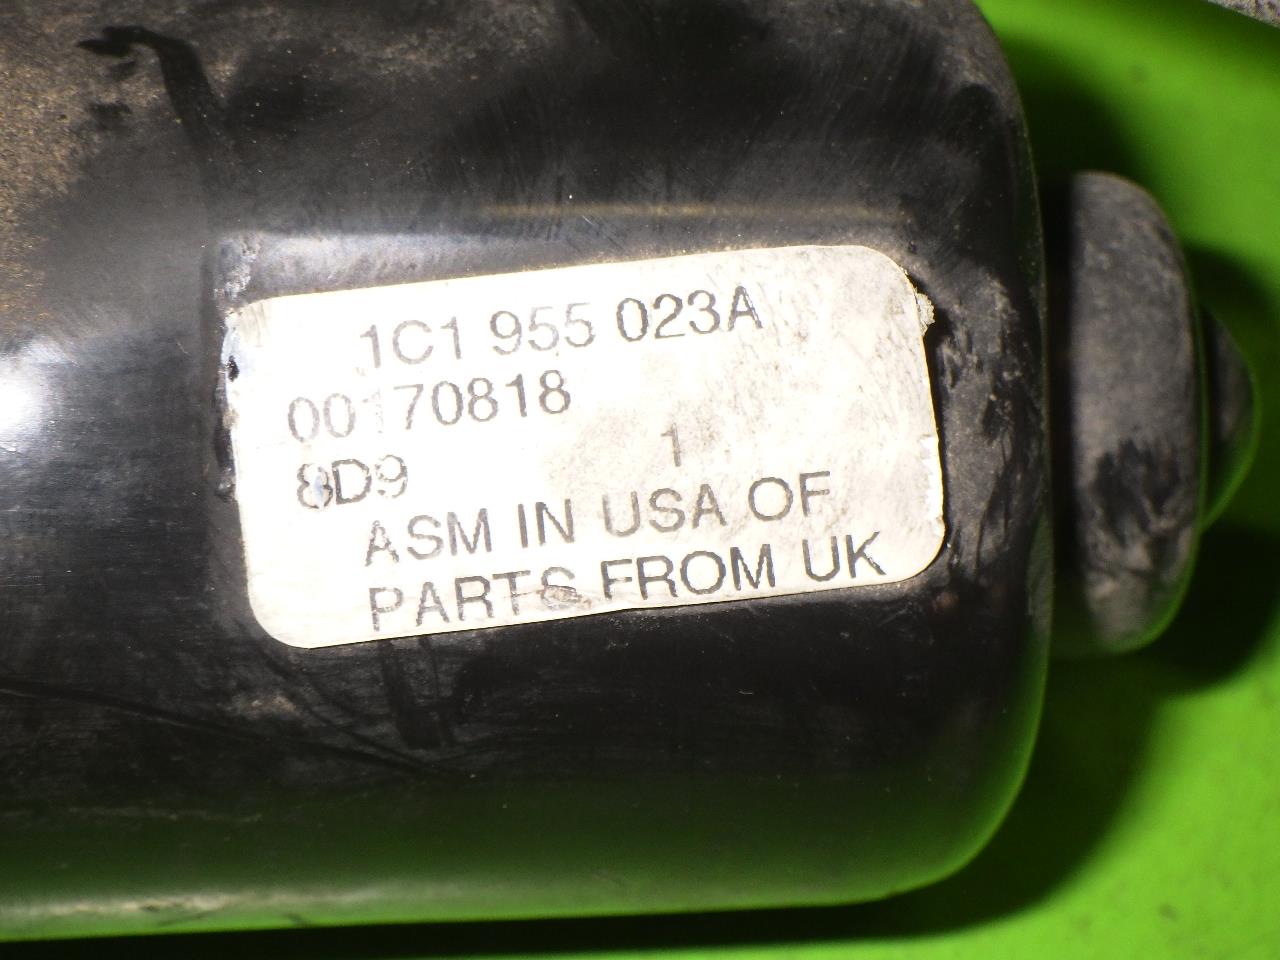 1C1 955 023A
00170818
8D9 1
ASM IN USA OF
PARTS FROM UK